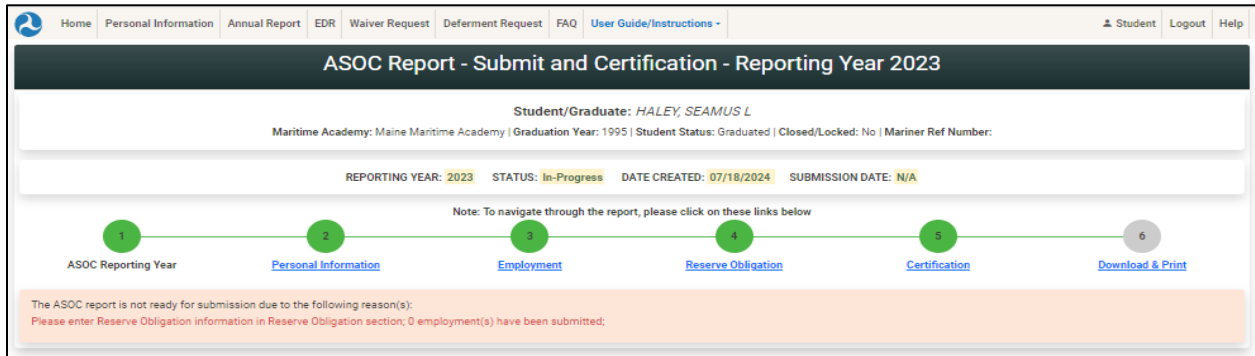 Home Personal Information Annual Report EDR Waiver Request Deferment Request FAQ User Guide/Instructions - Student Logout Help
ASOC Report - Submit and Certification - Reporting Year 2023
Student/Graduate: HALEY, SEAMUS L
Maritime Academy: Maine Maritime Academy | Graduation Year: 1995 | Student Status: Graduated | Closed/Locked: No | Mariner Ref Number:
REPORTING YEAR: 2023 STATUS: In-Progress DATE CREATED: 07/18/2024 SUBMISSION DATE: N/A
Note: To navigate through the report, please click on these links below
1 2 3 4 5 6
ASOC Reporting Year Personal Information Employment Reserve Obligation Certification Download & Print
The ASOC report is not ready for submission due to the following reason(s):
Please enter Reserve Obligation information in Reserve Obligation section; 0 employment(s) have been submitted;